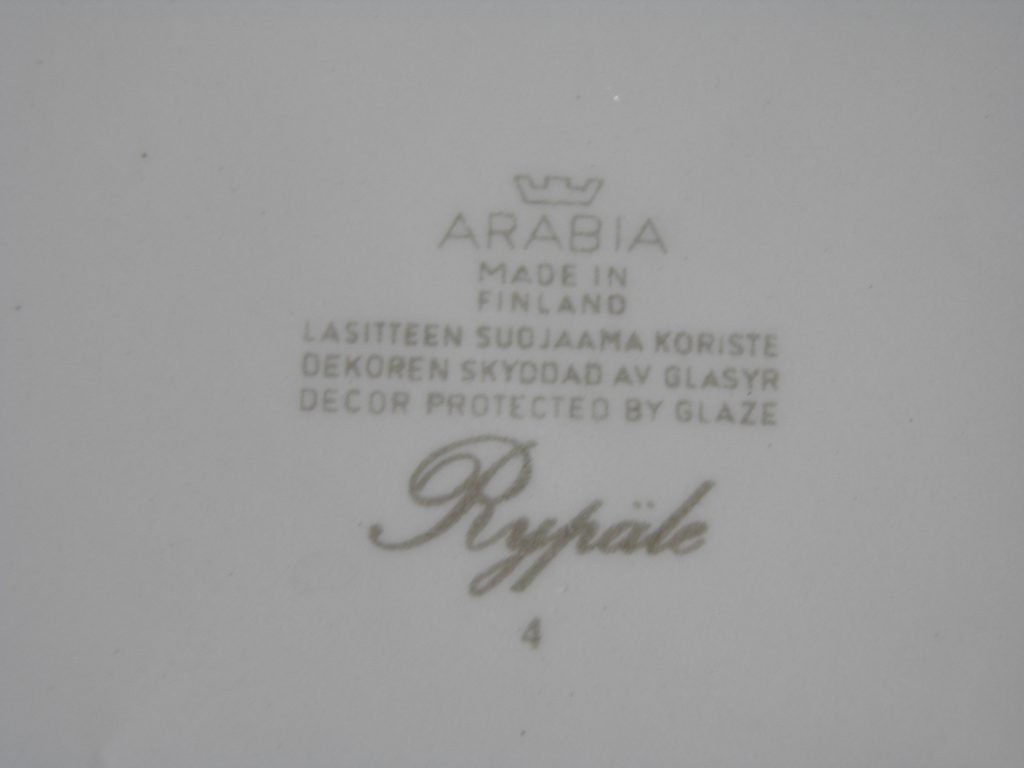 ARABIA
MADE IN
FINLAND
LASITTEEN SUOJAAMA KORISTE
DEKOREN SKYDDAD AV GLASYR
DECOR PROTECTED BY GLAZE
Rypäle
4